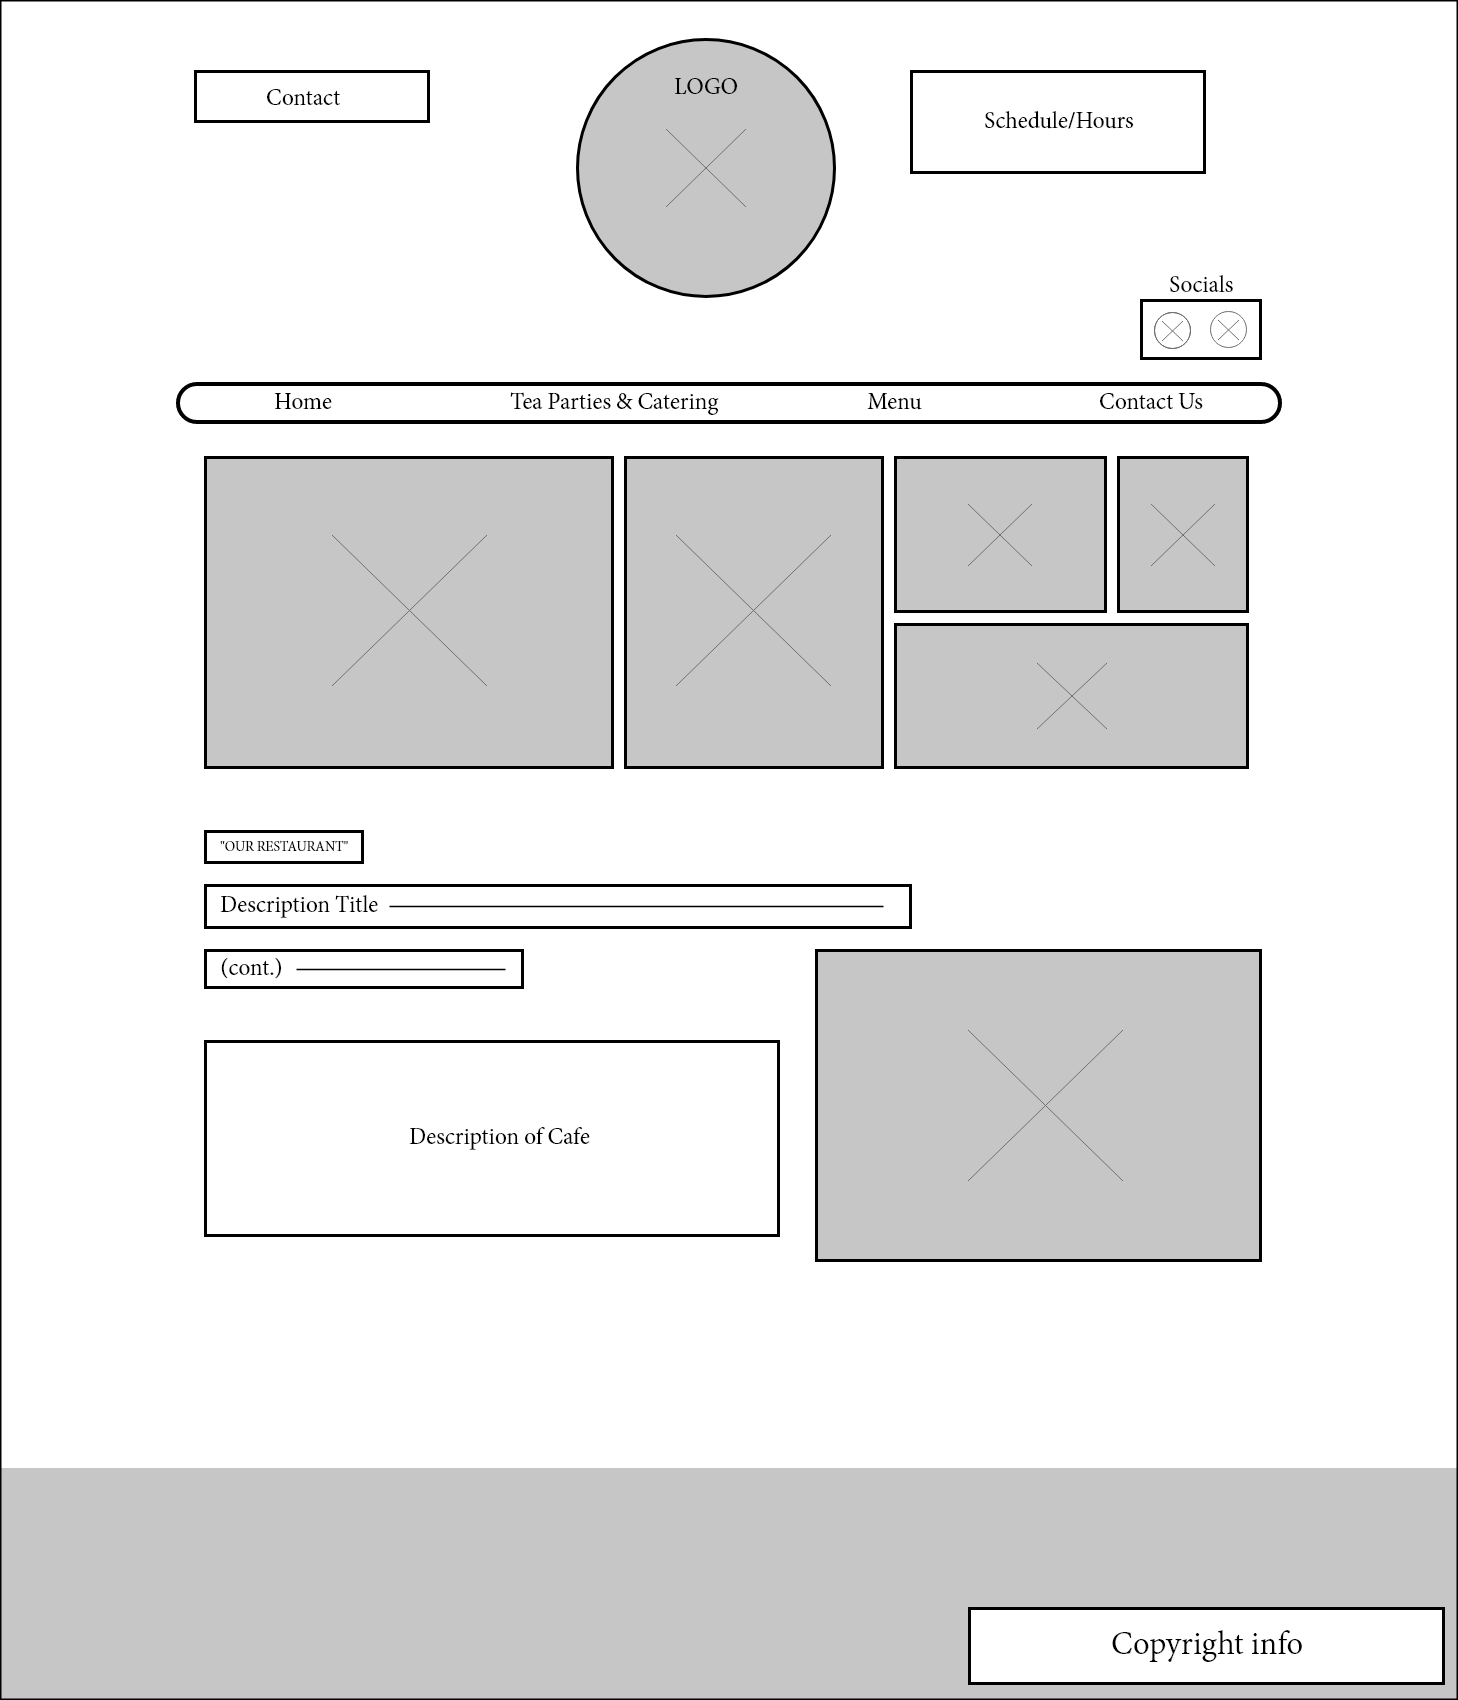 Contact
LOGO
Schedule/Hours
Socials
Home
Tea Parties & Catering
Menu
Contact Us
"OUR RESTAURANT"
Description Title
(cont.)
Description of Cafe
Copyright info